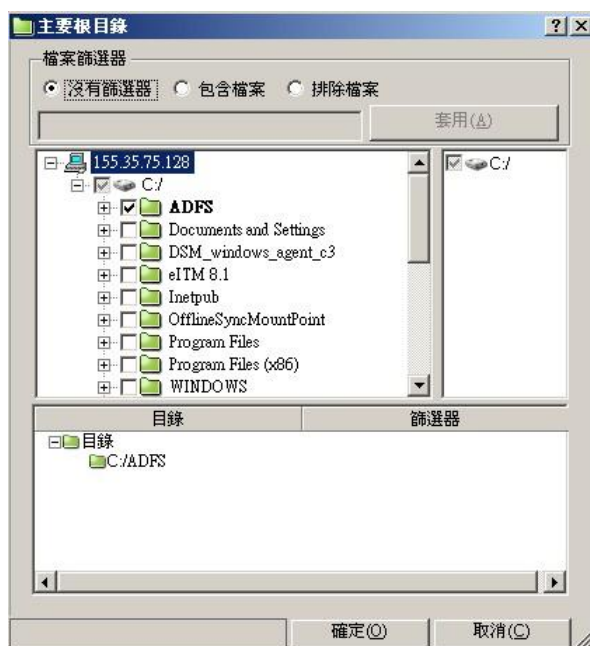 主要根目錄
檔案篩選器
沒有篩選器 包含檔案 排除檔案
套用(A)
155.35.75.128
C:/
ADFS
Documents and Settings
DSM_windows_agent_c3
eITM 8.1
Inetpub
OfflineSyncMountPoint
Program Files
Program Files (x86)
WINDOWS
C:/
目錄 篩選器
目錄
C:/ADFS
確定(O) 取消(C)